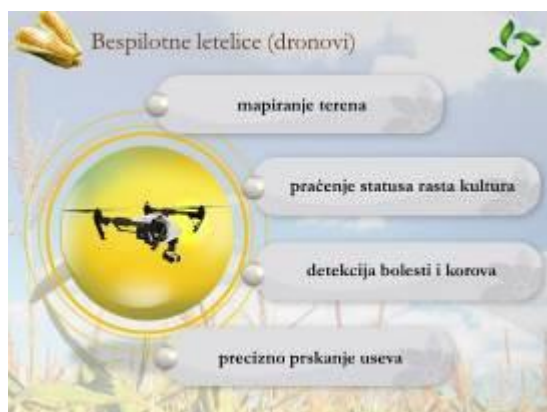 Bespilotne letelice (dronovi)
mapiranje terena
praćenje statusa rasta kultura
detekcija bolesti i korova
precizno prskanje useva